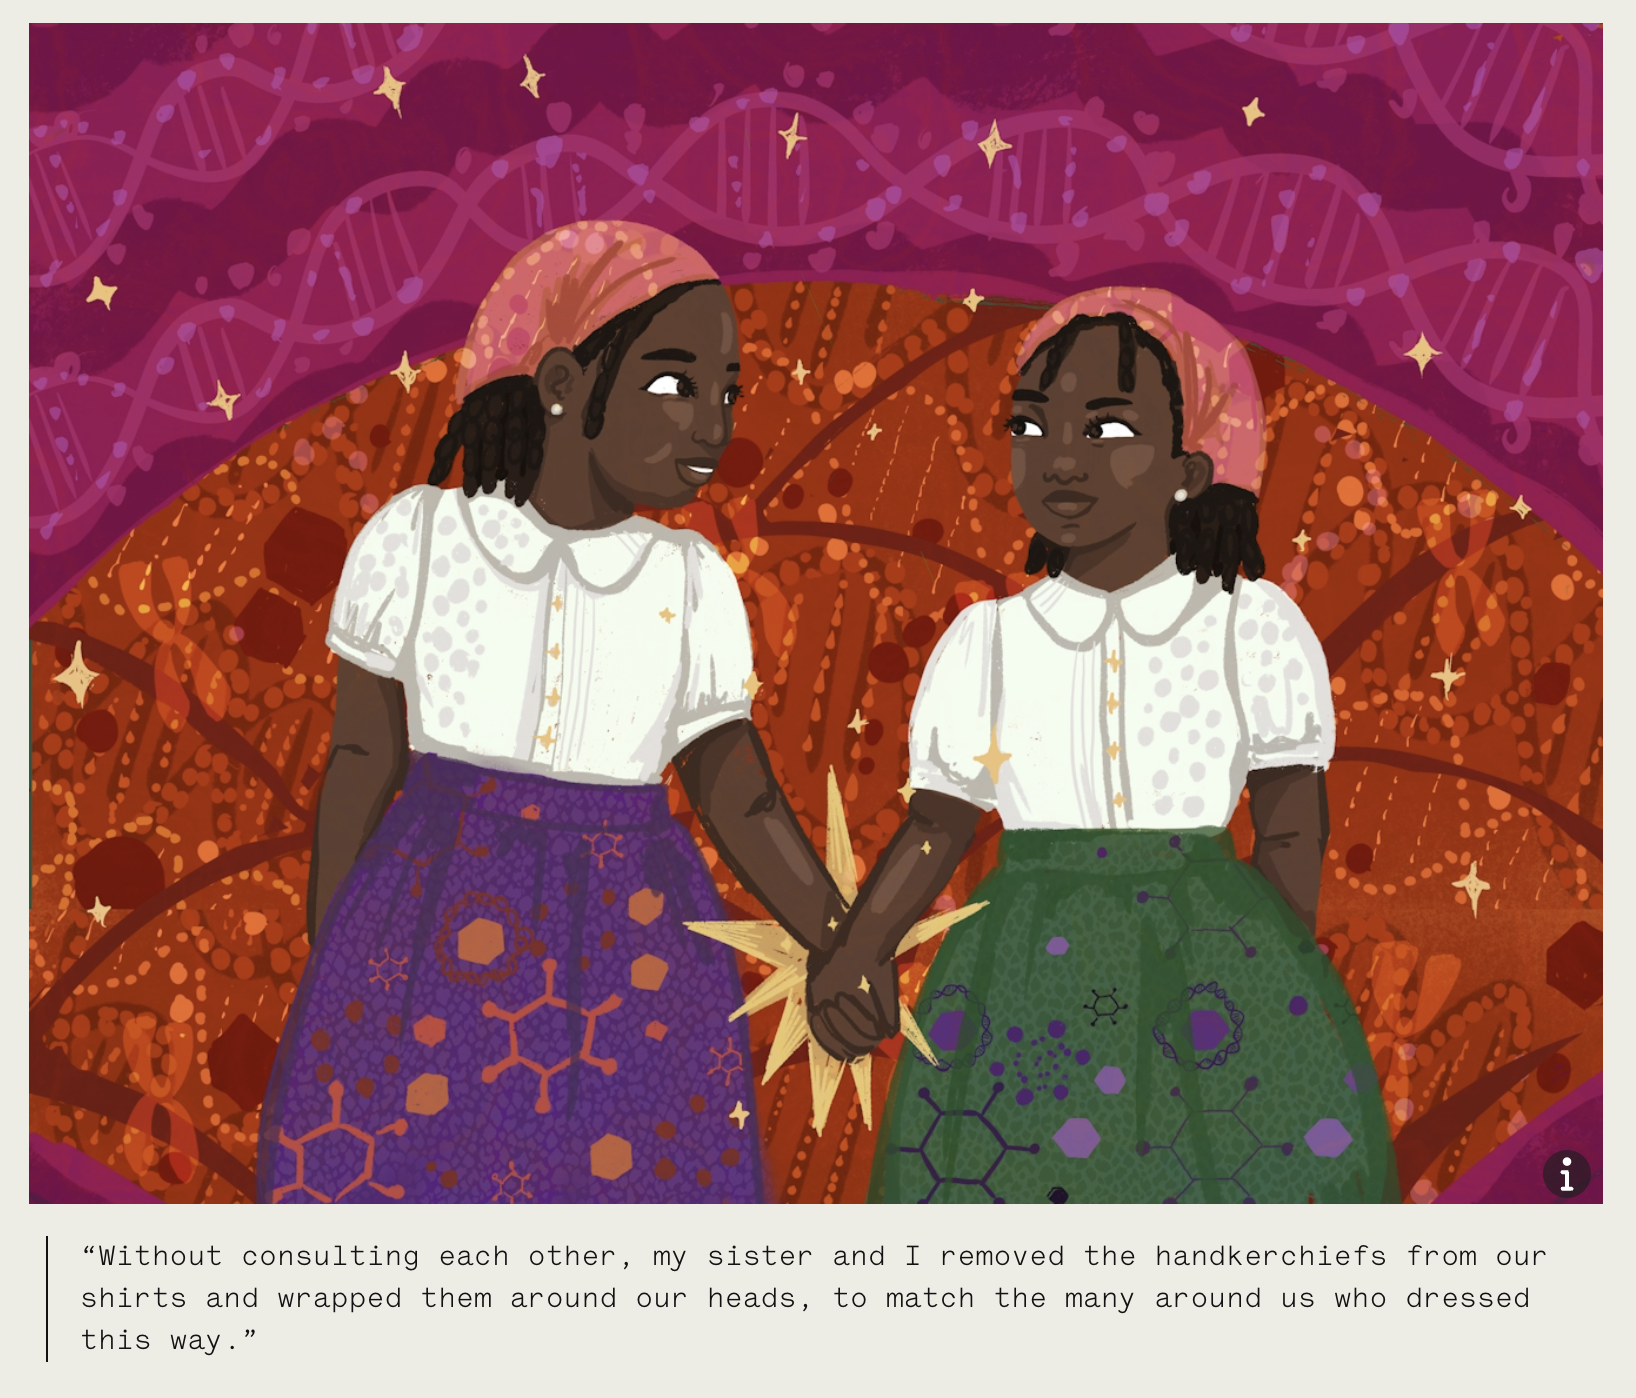 “Without consulting each other, my sister and I removed the handkerchiefs from our
shirts and wrapped them around our heads, to match the many around us who dressed
this way.”